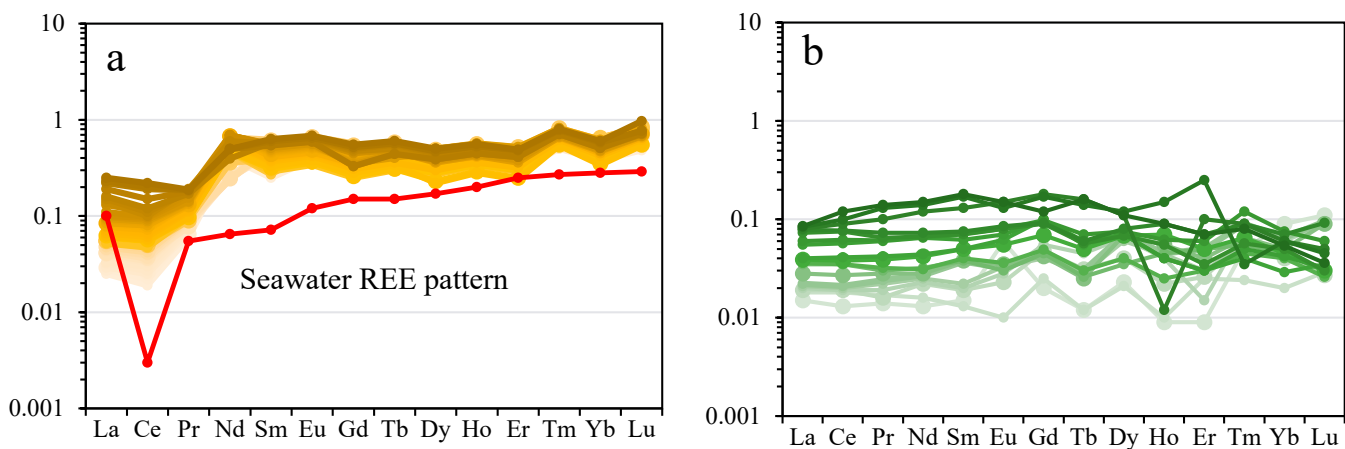 a
10
1
0.1
0.01
0.001
Seawater REE pattern
La Ce Pr Nd Sm Eu Gd Tb Dy Ho Er Tm Yb Lu
b
10
1
0.1
0.01
0.001
La Ce Pr Nd Sm Eu Gd Tb Dy Ho Er Tm Yb Lu